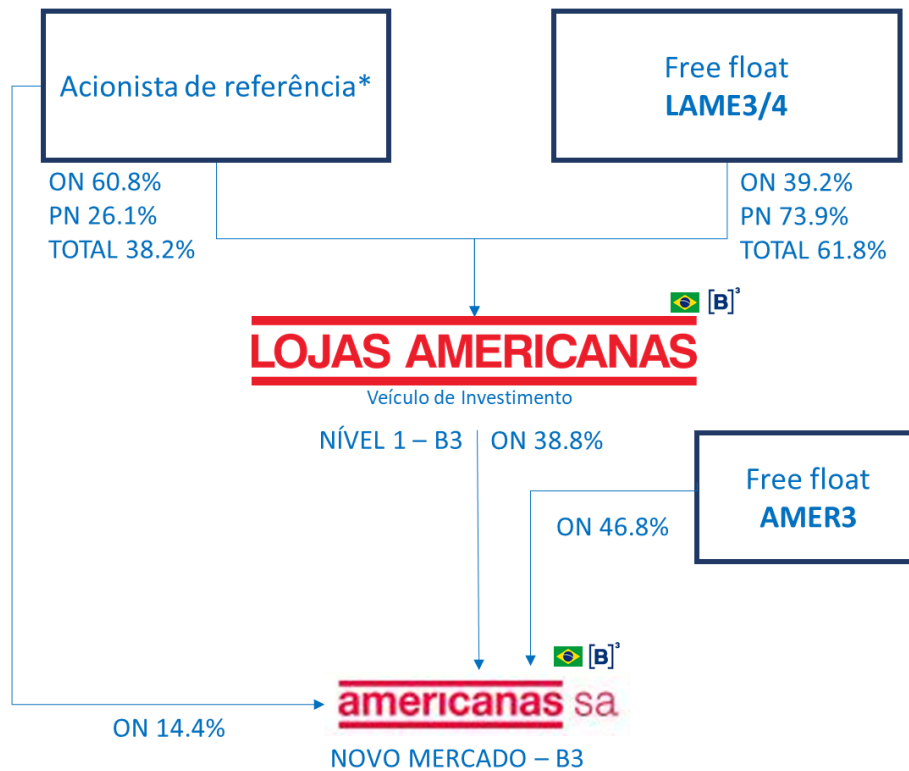 Acionista de referência*
Free float
LAME3/4
ON 60.8%
PN 26.1%
TOTAL 38.2%
ON 39.2%
PN 73.9%
TOTAL 61.8%
[B]³
LOJAS AMERICANAS
Veículo de Investimento
NÍVEL 1 – B3
ON 38.8%
Free float
AMER3
ON 46.8%
[B]³
americanas sa
ON 14.4%
NOVO MERCADO – B3